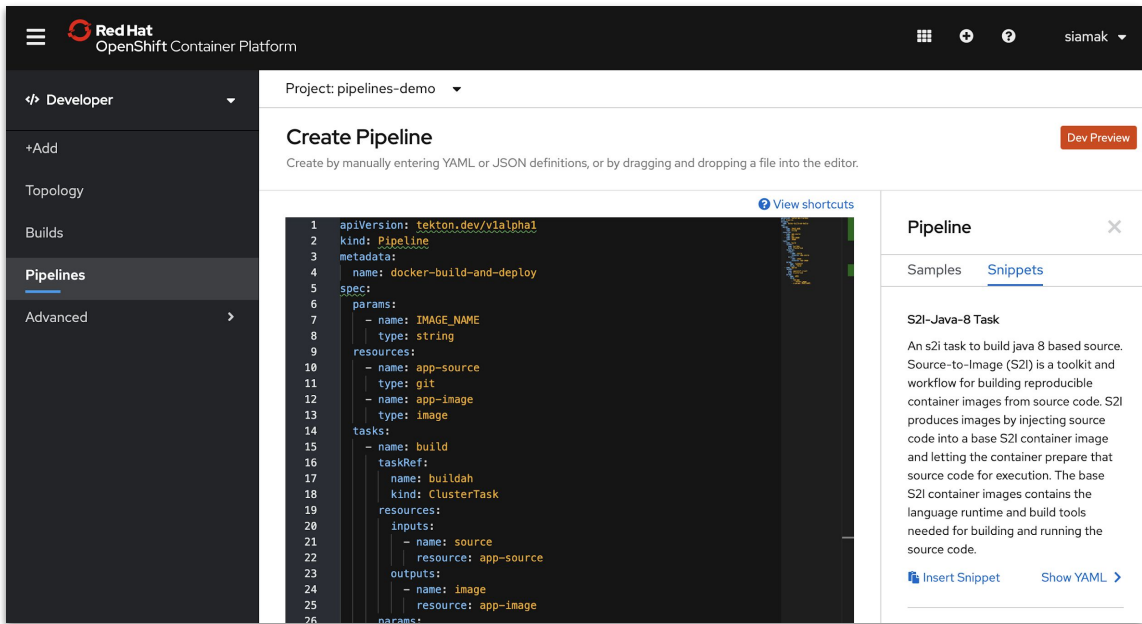 Red Hat
OpenShift Container Platform
siamak
</> Developer
Project: pipelines-demo
+Add
Topology
Builds
Pipelines
Advanced
Create Pipeline
Dev Preview
Create by manually entering YAML or JSON definitions, or by dragging and dropping a file into the editor.
View shortcuts
1 apiVersion: tekton.dev/v1alpha1
2 kind: Pipeline
3 metadata:
4 name: docker-build-and-deploy
5 spec:
6 params:
7 - name: IMAGE_NAME
8 type: string
9 resources:
10 - name: app-source
11 type: git
12 - name: app-image
13 type: image
14 tasks:
15 - name: build
16 taskRef:
17 name: buildah
18 kind: ClusterTask
19 resources:
20 inputs:
21 - name: source
22 resource: app-source
23 outputs:
24 - name: image
25 resource: app-image
26 params:
Pipeline
Samples Snippets
S2I-Java-8 Task
An s2i task to build java 8 based source.
Source-to-Image (S2I) is a toolkit and
workflow for building reproducible
container images from source code. S2I
produces images by injecting source
code into a base S2I container image
and letting the container prepare that
source code for execution. The base
S2I container images contains the
language runtime and build tools
needed for building and running the
source code.
Insert Snippet Show YAML